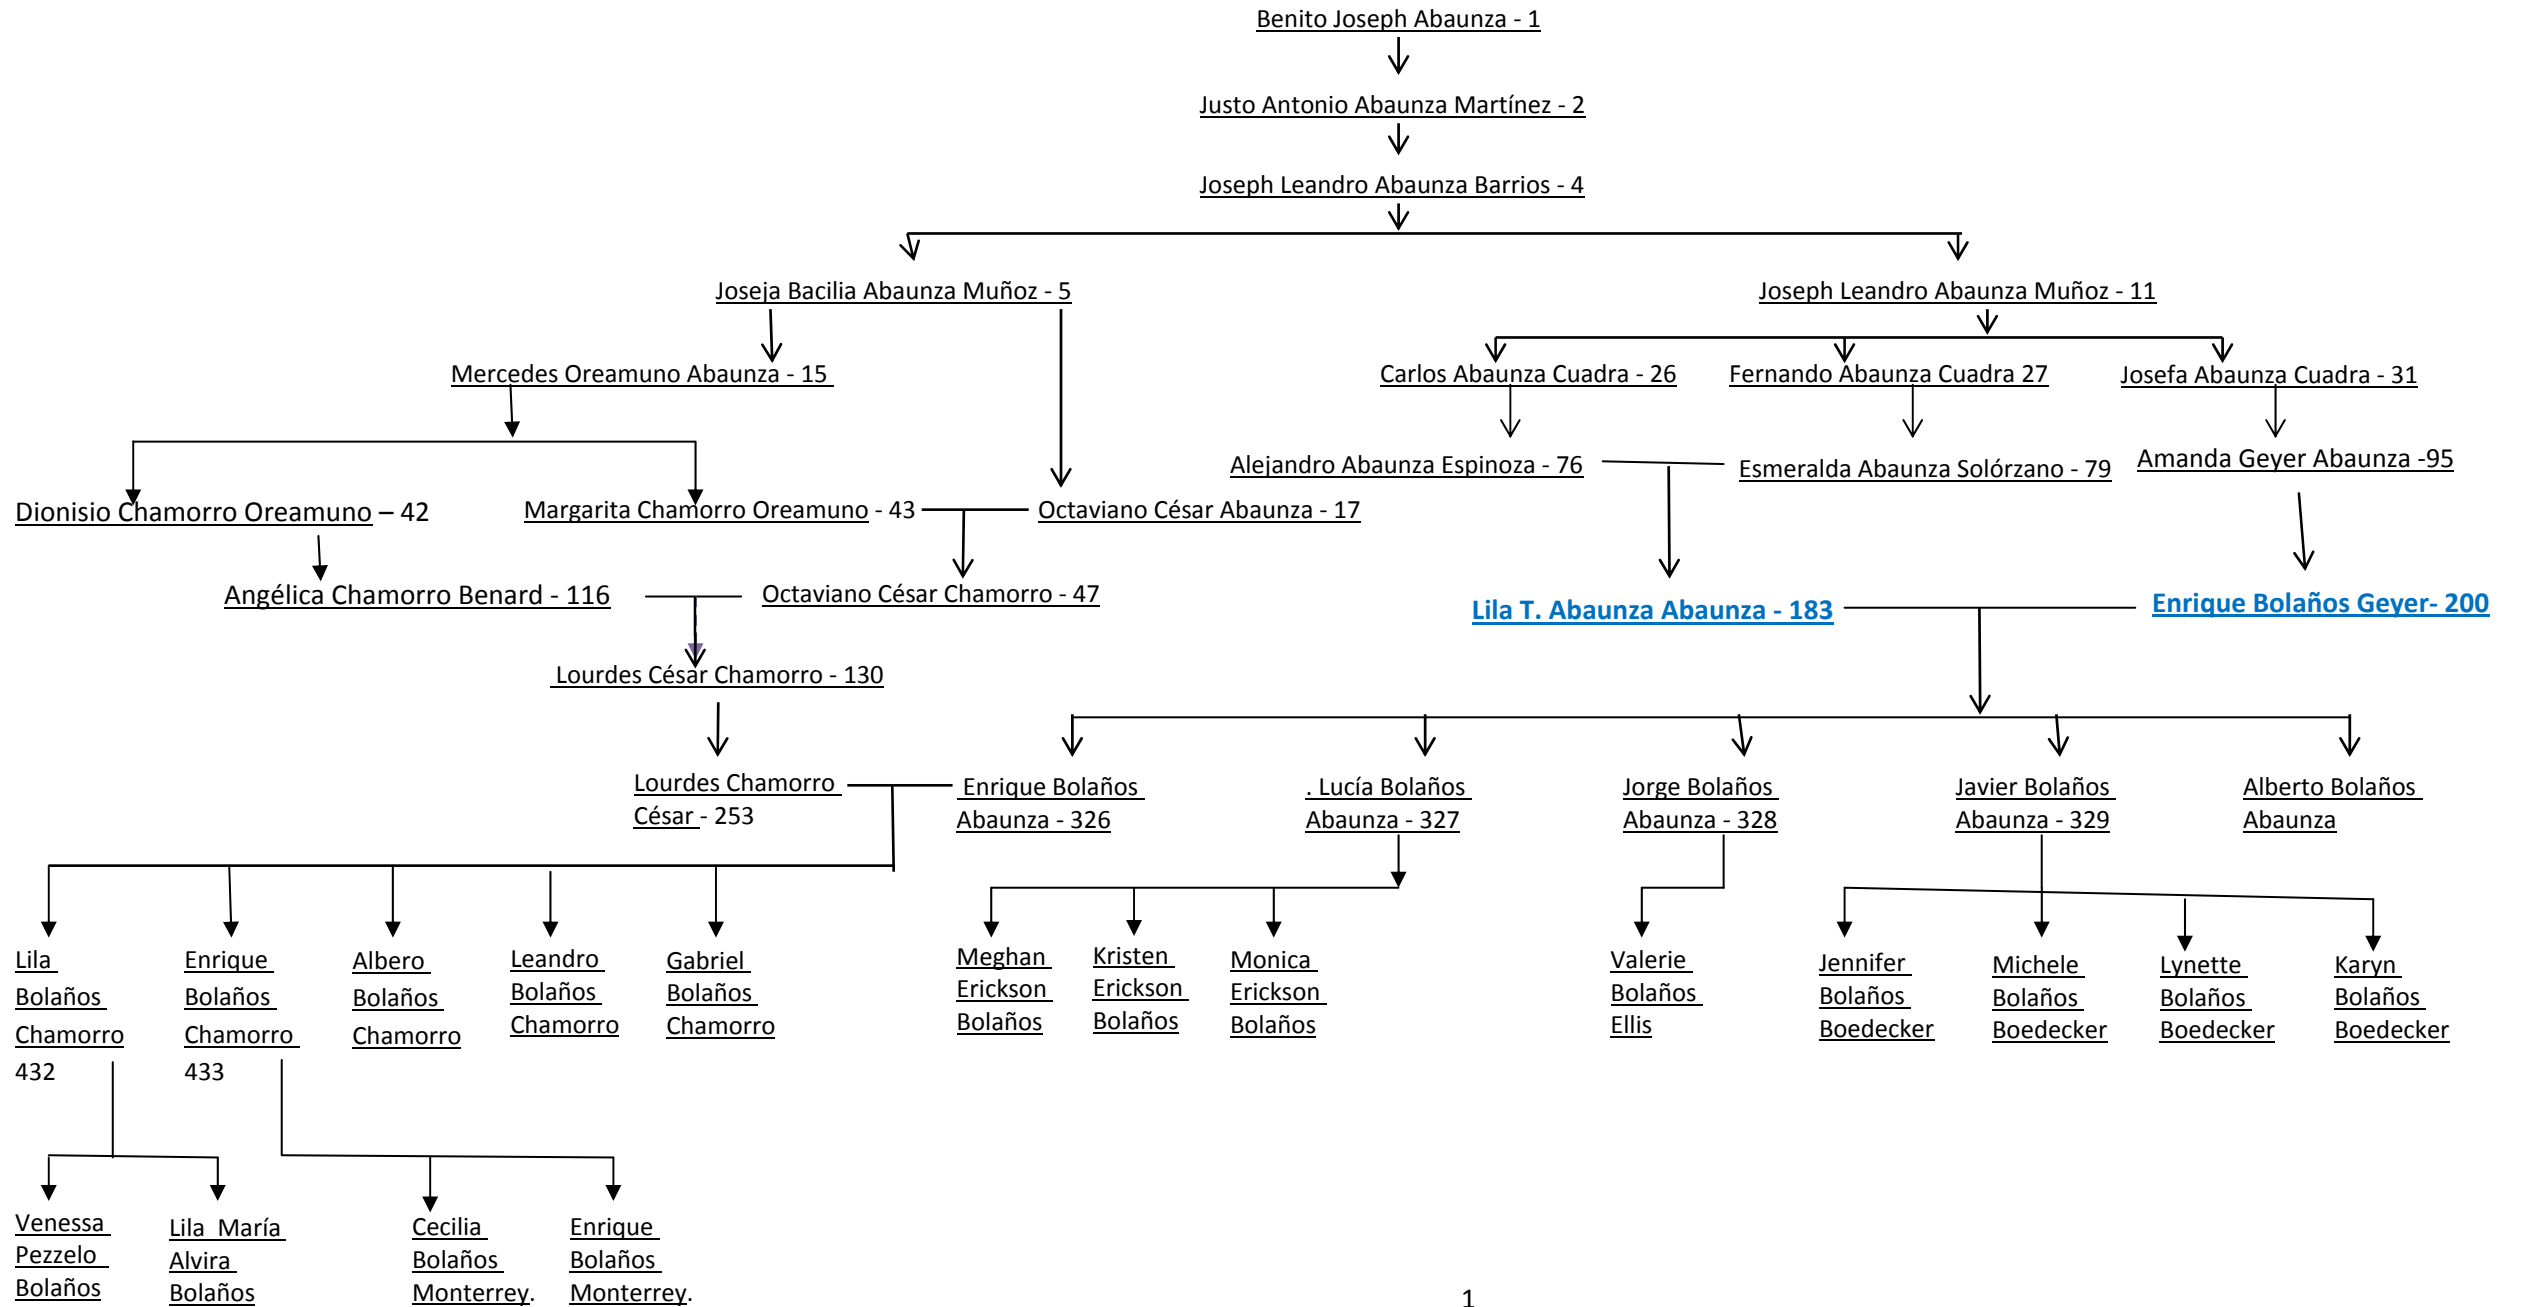 Benito Joseph Abaunza - 1
Justo Antonio Abaunza Martínez - 2
Joseph Leandro Abaunza Barrios - 4
Joseja Bacilia Abaunza Muñoz - 5
Joseph Leandro Abaunza Muñoz - 11
Mercedes Oreamuno Abaunza - 15
Carlos Abaunza Cuadra - 26
Fernando Abaunza Cuadra 27
Josefa Abaunza Cuadra - 31
Alejandro Abaunza Espinoza - 76
Esmeralda Abaunza Solórzano - 79
Amanda Geyer Abaunza -95
Dionisio Chamorro Oreamuno – 42
Margarita Chamorro Oreamuno - 43
Octaviano César Abaunza - 17
Angélica Chamorro Benard - 116
Octaviano César Chamorro - 47
Lila T. Abaunza Abaunza - 183
Enrique Bolaños Geyer- 200
Lourdes César Chamorro - 130
Lourdes Chamorro
César - 253
Enrique Bolaños
Abaunza - 326
. Lucía Bolaños
Abaunza - 327
Jorge Bolaños
Abaunza - 328
Javier Bolaños
Abaunza - 329
Alberto Bolaños
Abaunza
Lila
Bolaños
Chamorro
432
Enrique
Bolaños
Chamorro
433
Albero
Bolaños
Chamorro
Leandro
Bolaños
Chamorro
Gabriel
Bolaños
Chamorro
Meghan
Erickson
Bolaños
Kristen
Erickson
Bolaños
Monica
Erickson
Bolaños
Valerie
Bolaños
Ellis
Jennifer
Bolaños
Boedecker
Michele
Bolaños
Boedecker
Lynette
Bolaños
Boedecker
Karyn
Bolaños
Boedecker
Venessa
Pezzelo
Bolaños
Lila María
Alvira
Bolaños
Cecilia
Bolaños
Monterrey.
Enrique
Bolaños
Monterrey.
1